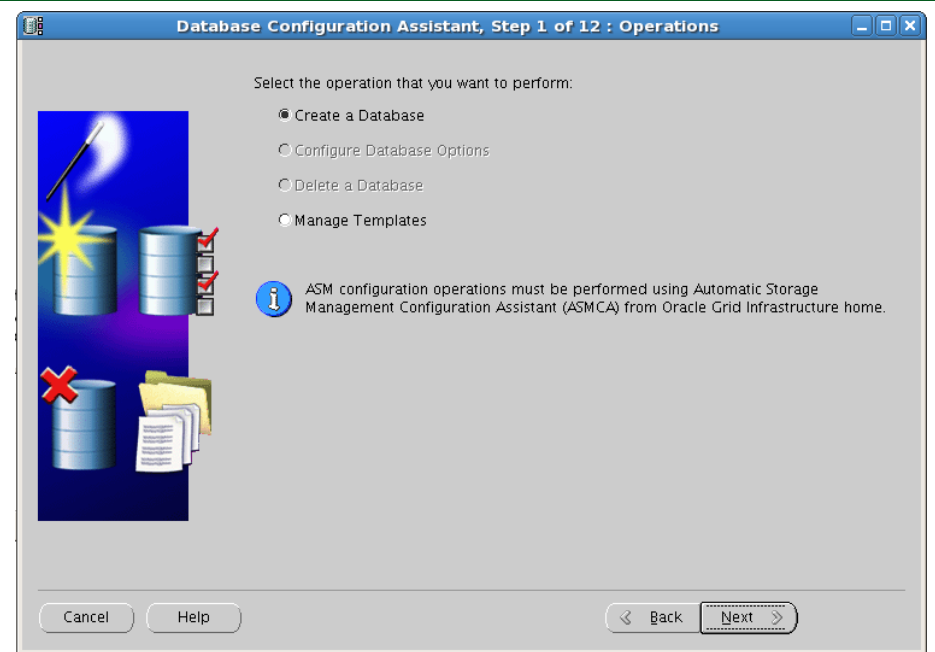 Database Configuration Assistant, Step 1 of 12 : Operations
Select the operation that you want to perform:
Create a Database
Configure Database Options
Delete a Database
Manage Templates
ASM configuration operations must be performed using Automatic Storage
Management Configuration Assistant (ASMCA) from Oracle Grid Infrastructure home.
Cancel
Help
Back
Next